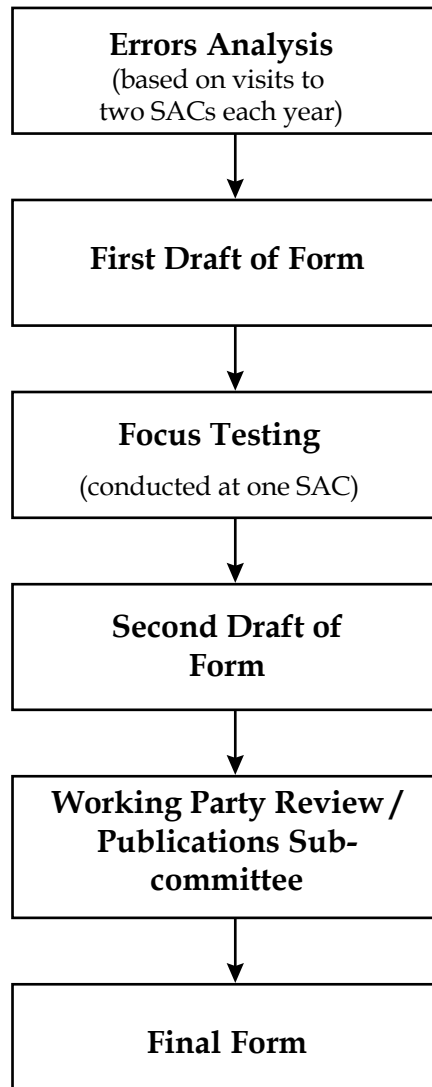 Errors Analysis
(based on visits to
two SACs each year)
First Draft of Form
Focus Testing
(conducted at one SAC)
Second Draft of
Form
Working Party Review /
Publications Sub-
committee
Final Form